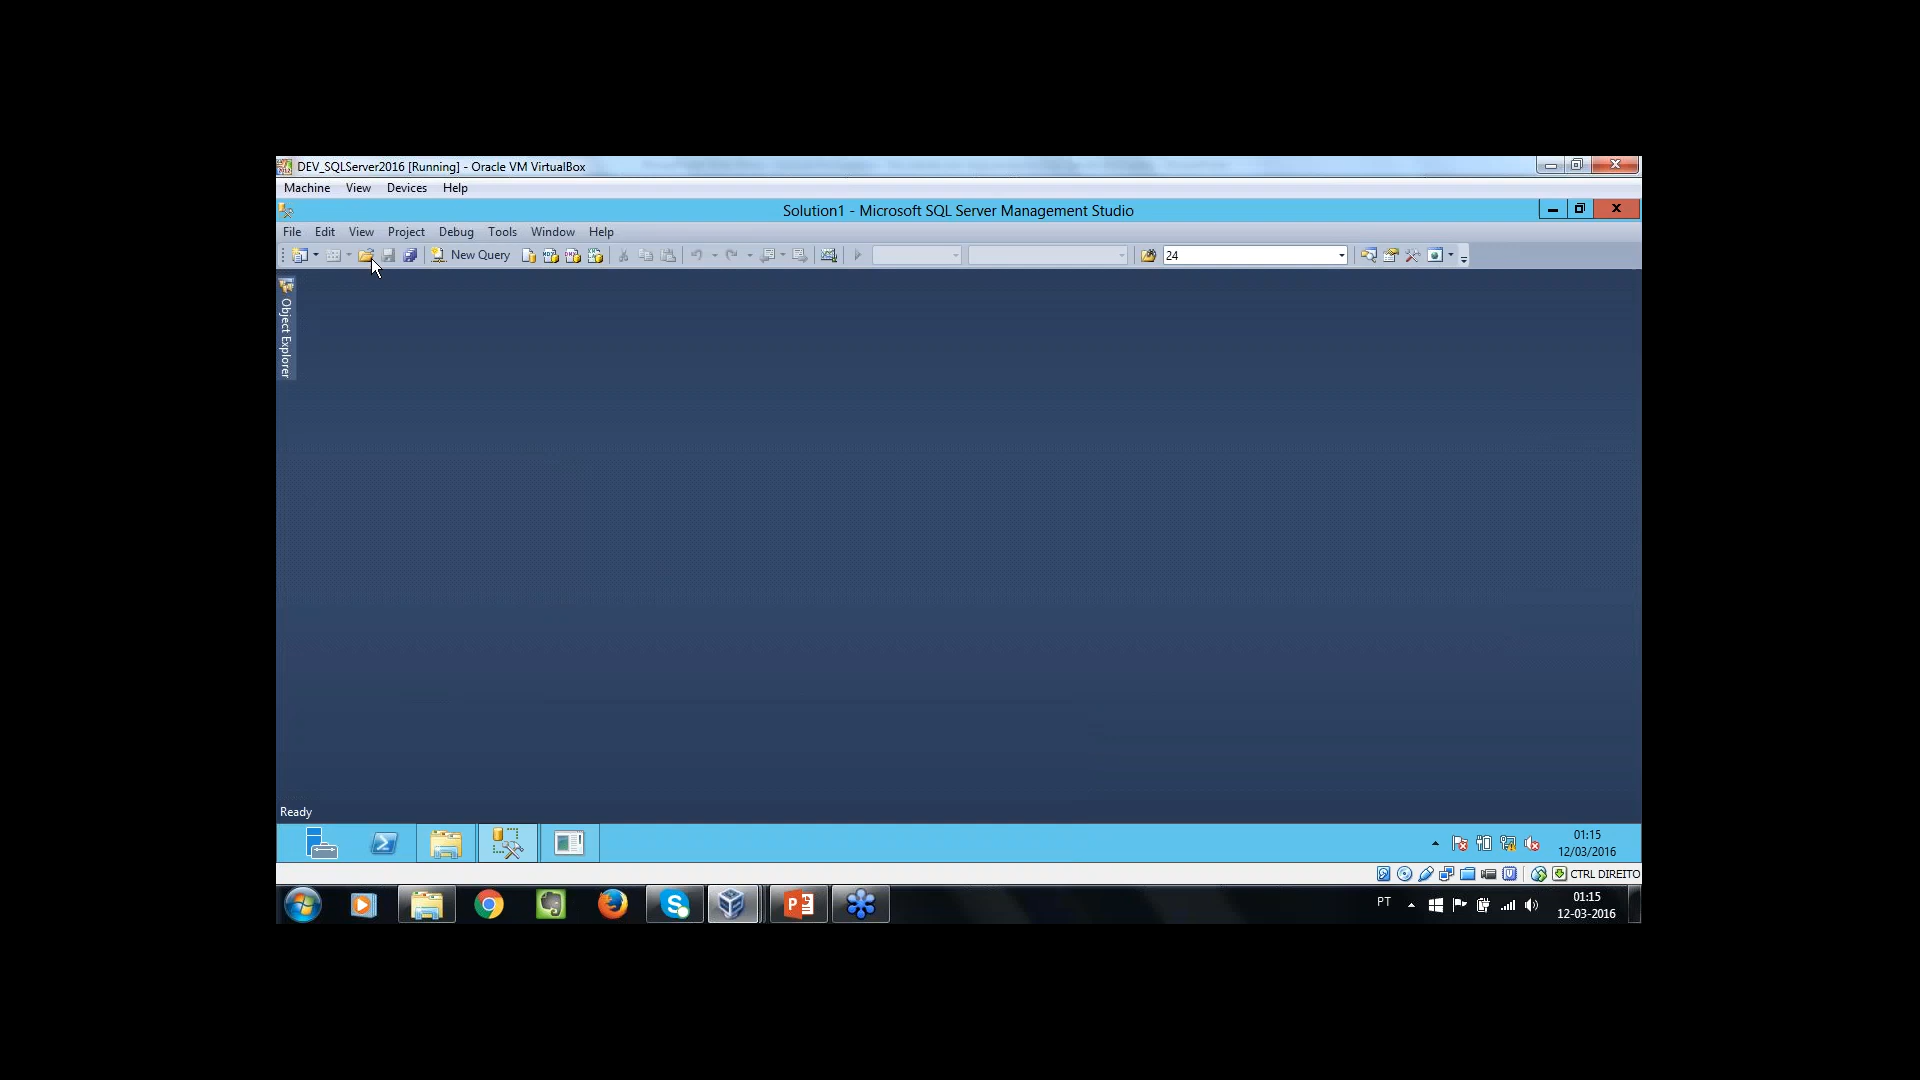 DEV_SQLServer2016 [Running] - Oracle VM VirtualBox
Machine View Devices Help
Solution1 - Microsoft SQL Server Management Studio
File Edit View Project Debug Tools Window Help
New Query 24
Object Explorer
Ready
01:15
12/03/2016
CTRL DIREITO
PT
01:15
12-03-2016